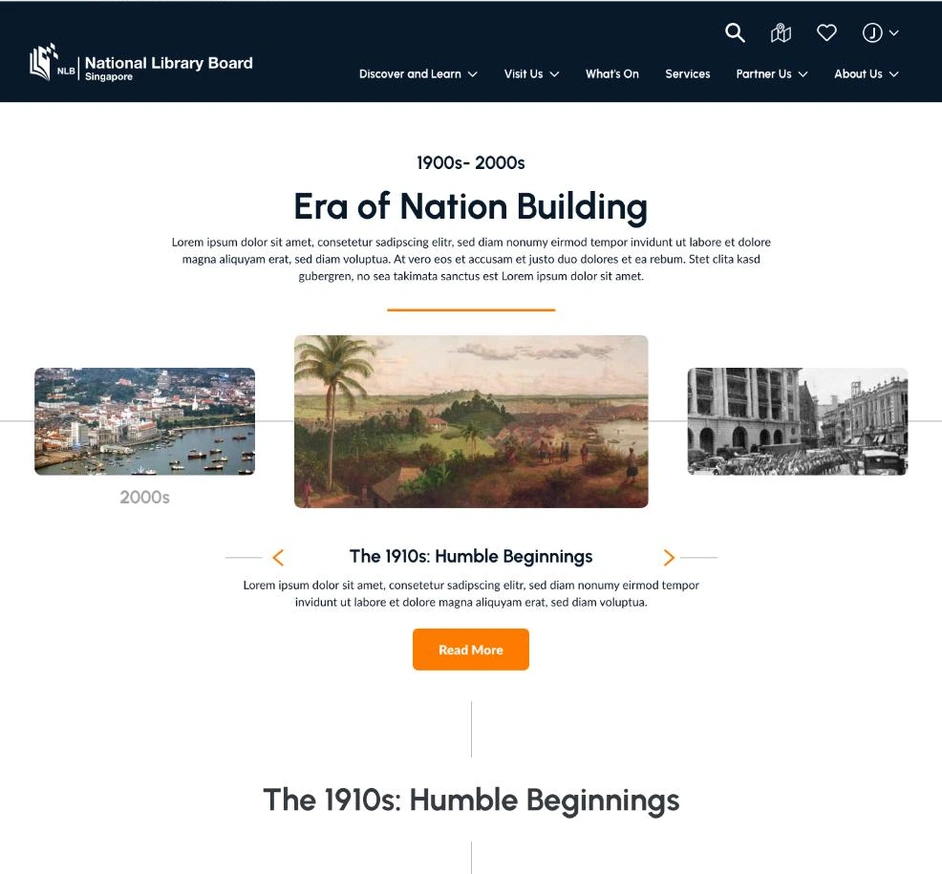 NLB
National Library Board
Singapore
J
Discover and Learn
Visit Us
What's On
Services
Partner Us
About Us
1900s- 2000s
Era of Nation Building
Lorem ipsum dolor sit amet, consetetur sadipscing elitr, sed diam nonumy eirmod tempor invidunt ut labore et dolore
magna aliquyam erat, sed diam voluptua. At vero eos et accusam et justo duo dolores et ea rebum. Stet clita kasd
gubergren, no sea takimata sanctus est Lorem ipsum dolor sit amet.
2000s
The 1910s: Humble Beginnings
Lorem ipsum dolor sit amet, consetetur sadipscing elitr, sed diam nonumy eirmod tempor
invidunt ut labore et dolore magna aliquyam erat, sed diam voluptua.
Read More
The 1910s: Humble Beginnings